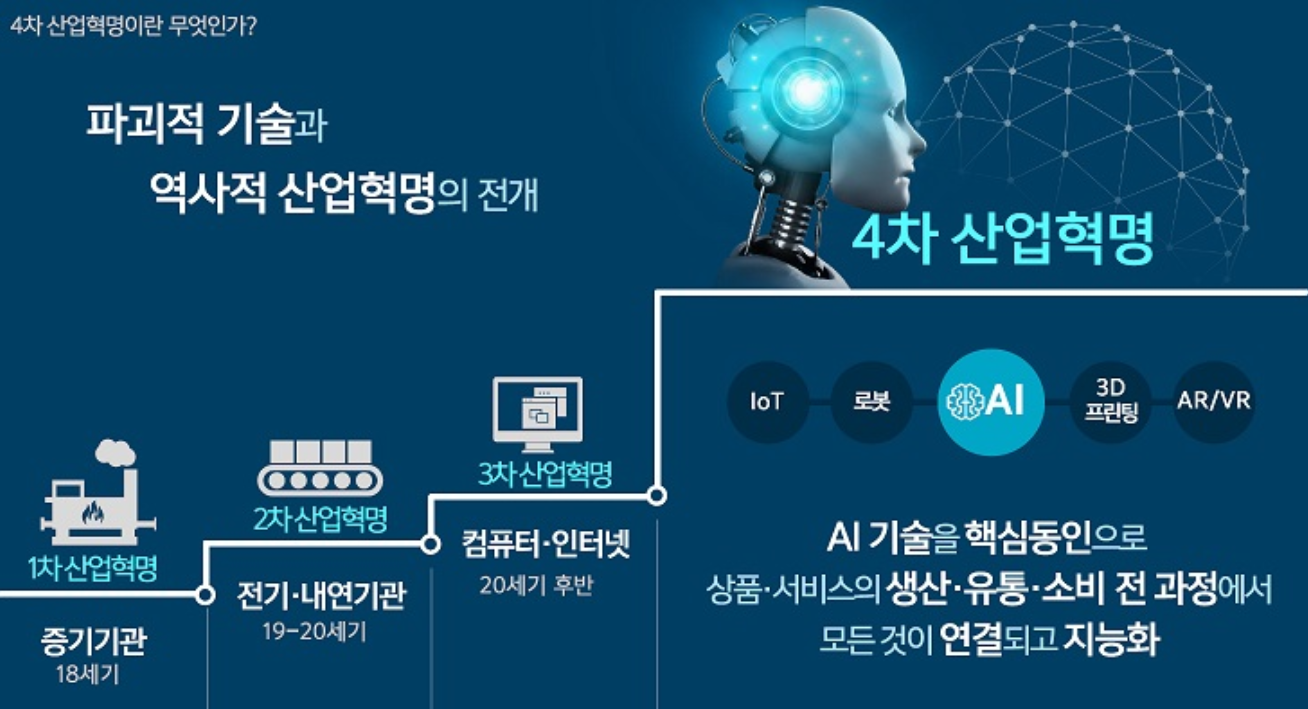 4차 산업혁명이란 무엇인가?
파괴적 기술과
역사적 산업혁명의 전개
4차 산업혁명
IoT
로봇
AI
3D
프린팅
AR/VR
3차 산업혁명
2차 산업혁명
1차 산업혁명
컴퓨터·인터넷
20세기 후반
전기·내연기관
19-20세기
증기기관
18세기
AI 기술을 핵심동인으로
상품·서비스의 생산·유통·소비 전 과정에서
모든 것이 연결되고 지능화